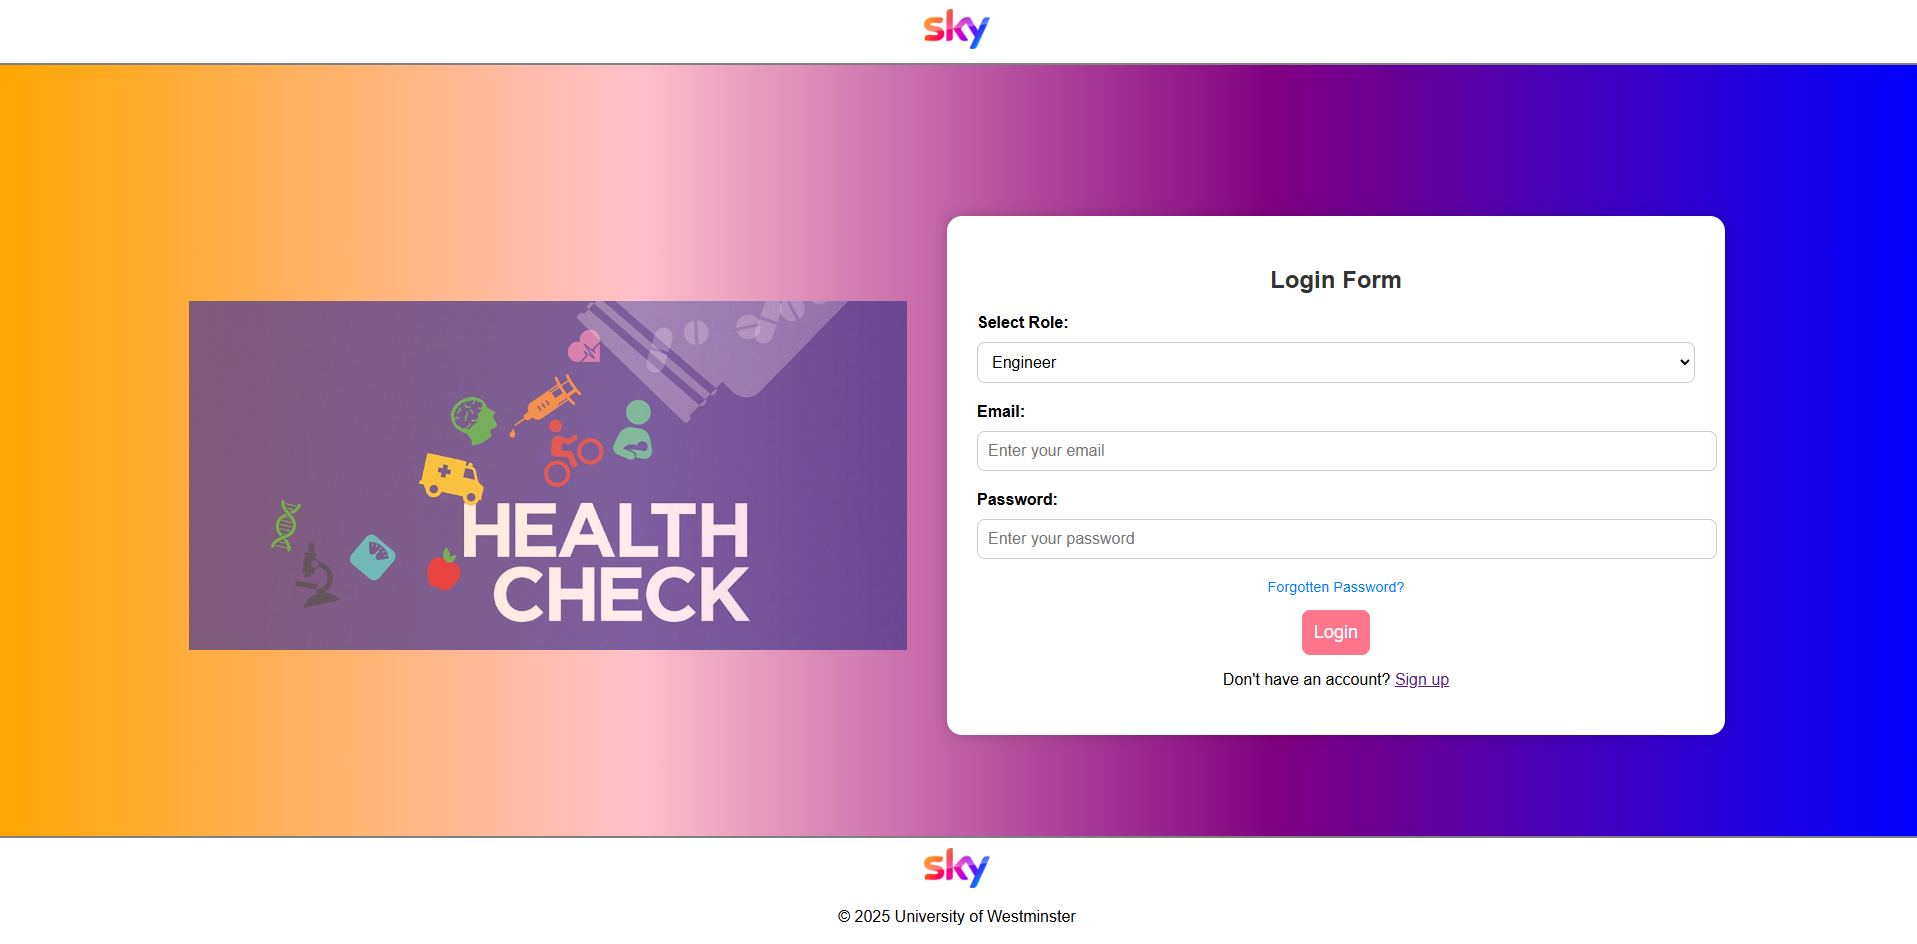 sky
HEALTH
CHECK
Login Form
Select Role:
Engineer
Email:
Enter your email
Password:
Enter your password
Forgotten Password?
Login
Don't have an account? Sign up
sky
© 2025 University of Westminster